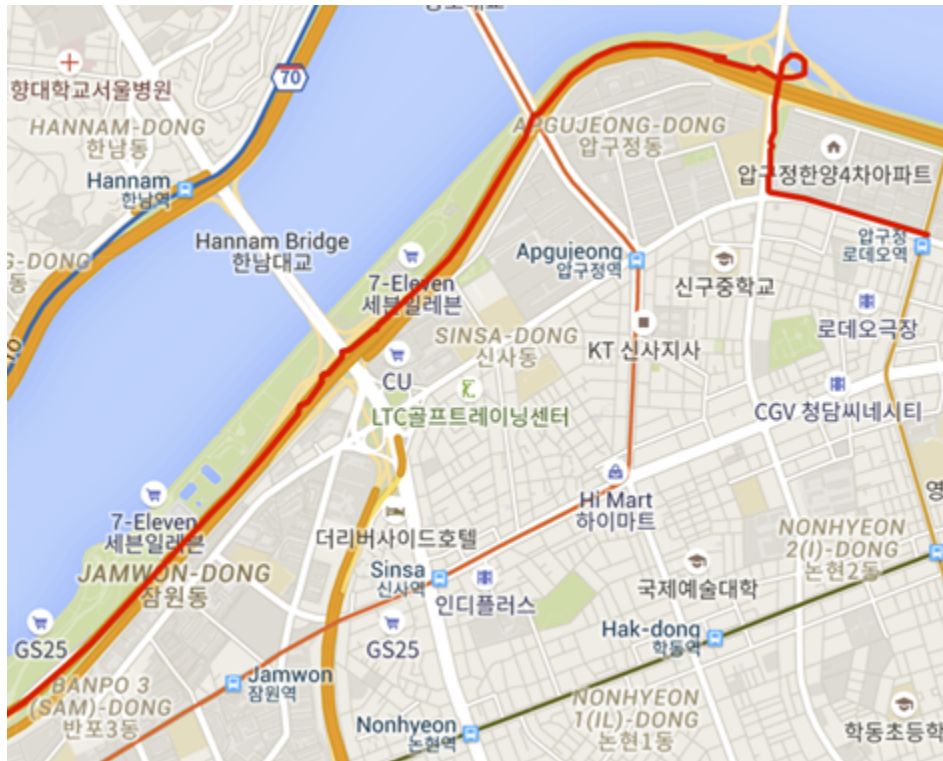 70
향대학교서울병원
HANNAM-DONG
한남동
Hannam
한남역
APGUJEONG-DONG
압구정동
압구정한양4차아파트
Hannam Bridge
한남대교
Apgujeong
압구정역
압구정
로데오역
G-DONG
동
7-Eleven
세븐일레븐
신구중학교
로데오극장
SINSA-DONG
신사동
KT 신사지사
CU
LTC골프트레이닝센터
CGV 청담씨네시티
Hi Mart
하이마트
영
7-Eleven
세븐일레븐
더리버사이드호텔
NONHYEON
2(I)-DONG
논현2동
JAMWON-DONG
잠원동
Sinsa
신사역
인디플러스
국제예술대학
GS25
GS25
Hak-dong
학동역
Jamwon
잠원역
BANPO 3
(SAM)-DONG
반포3동
NONHYEON
1(IL)-DONG
논현1동
Nonhyeon
논현역
학동초등학